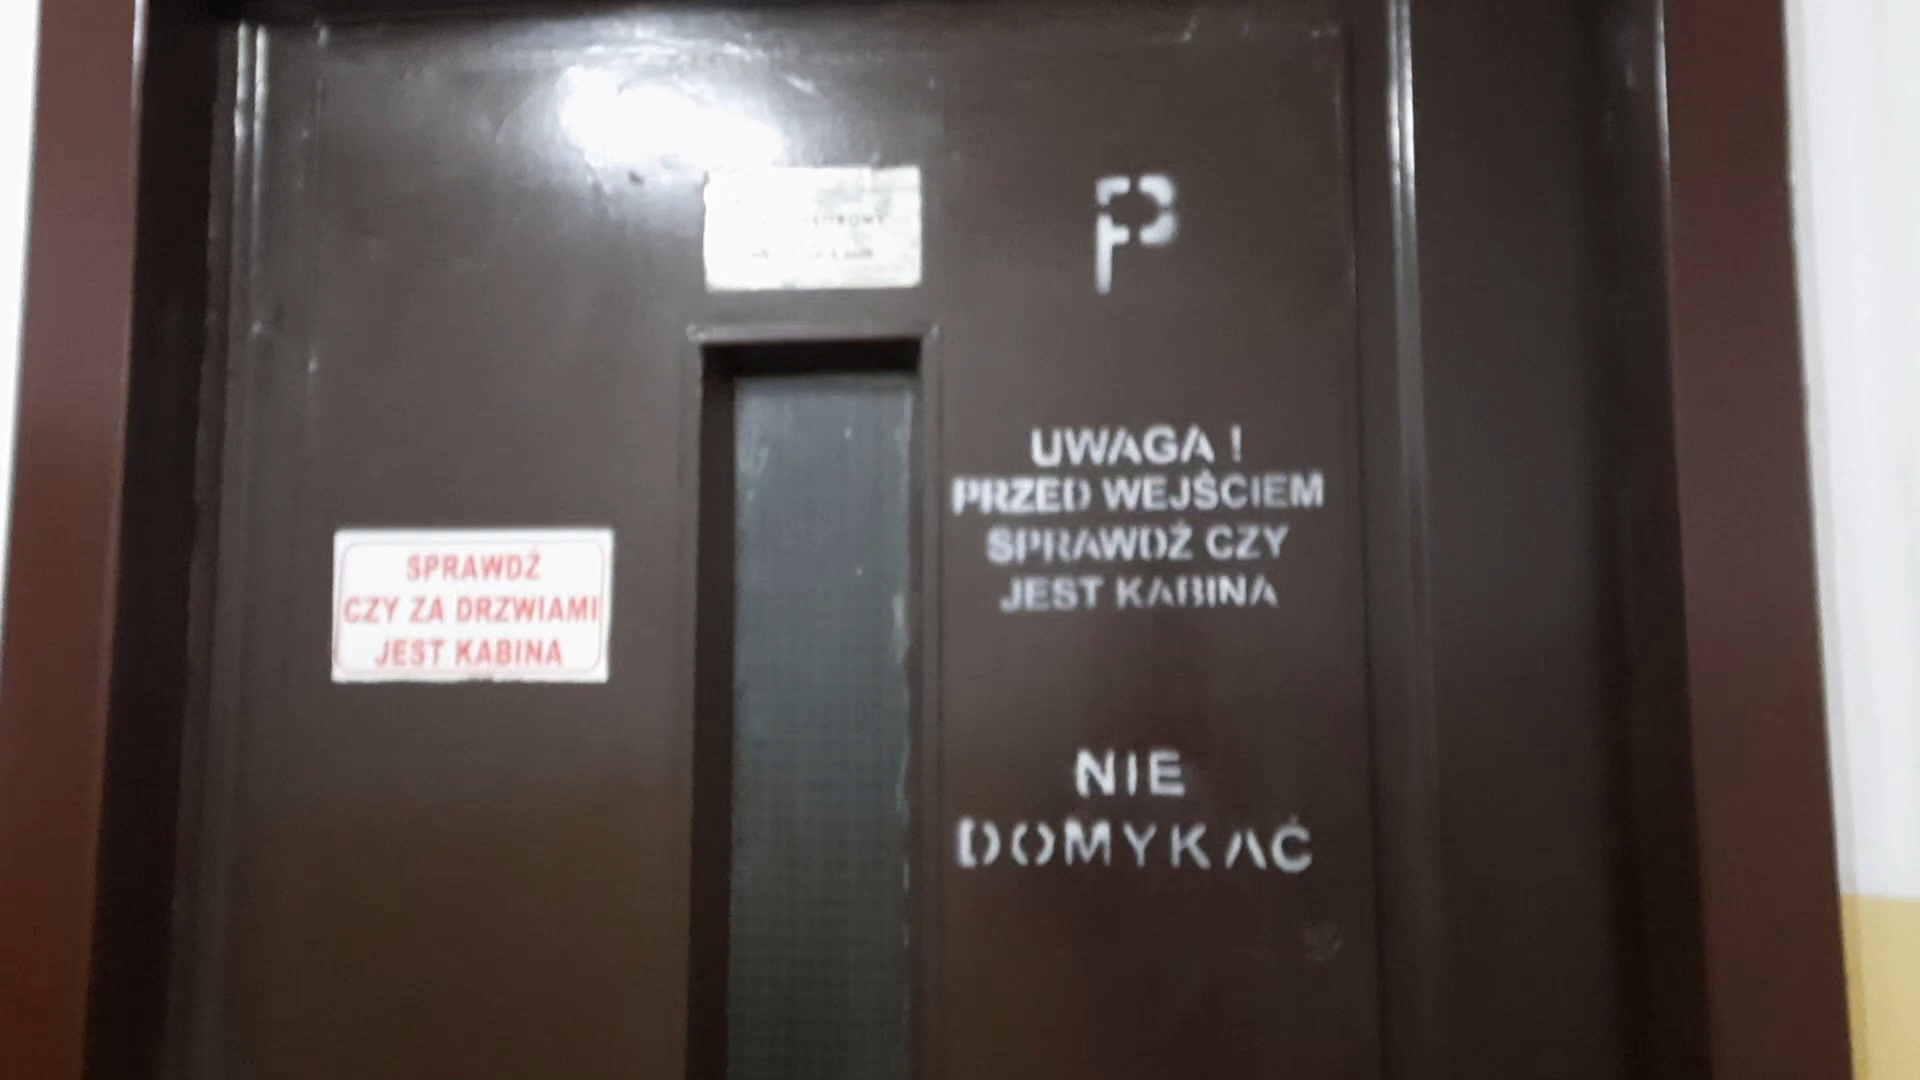 P
UWAGA !
PRZED WEJŚCIEM
SPRAWDŹ CZY
JEST KABINA
NIE
DOMYKAĆ
SPRAWDŹ
CZY ZA DRZWIAMI
JEST KABINA